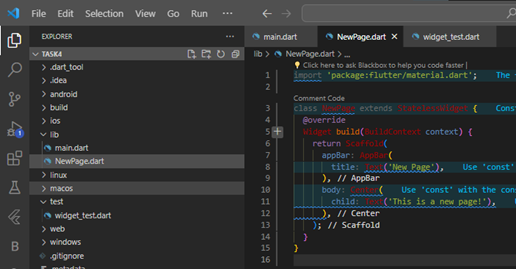 File Edit Selection View Go Run ...
EXPLORER ...
TASK4
.dart_tool
.idea
android
build
ios
lib
main.dart
NewPage.dart
linux
macos
test
widget_test.dart
web
windows
.gitignore
.metadata
1
main.dart NewPage.dart widget_test.dart
lib > NewPage.dart > ...
Click here to ask Blackbox to help you code faster |
1 import 'package:flutter/material.dart'; The
2
Comment Code
3 class NewPage extends StatelessWidget { Const
4 @override
5 Widget build(BuildContext context) {
6 return Scaffold(
7 appBar: AppBar(
8 title: Text('New Page'), Use 'const'
9 ), // AppBar
10 body: Center( Use 'const' with the cons
11 child: Text('This is a new page!'),
12 ), // Center
13 ); // Scaffold
14 }
15 }
16